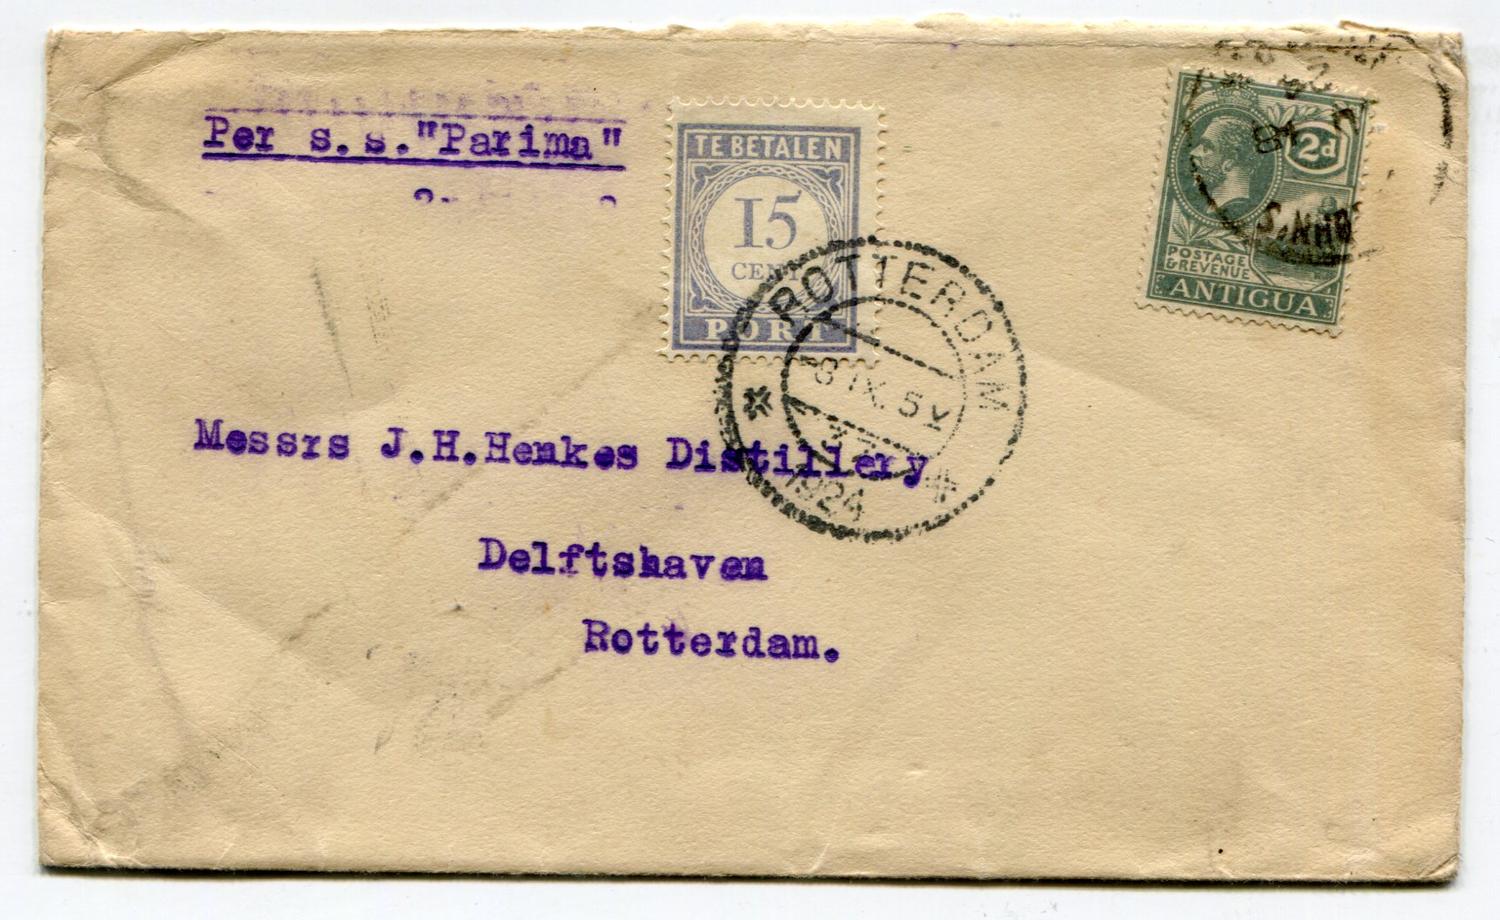 Per s.s."Parima"
TE BETALEN
15
CENT
PORT
2d
POSTAGE
& REVENUE
ANTIGUA
ROTTERDAM
1924
Messrs J.H.Henkes Distillery
Delftshaven
Rotterdam.